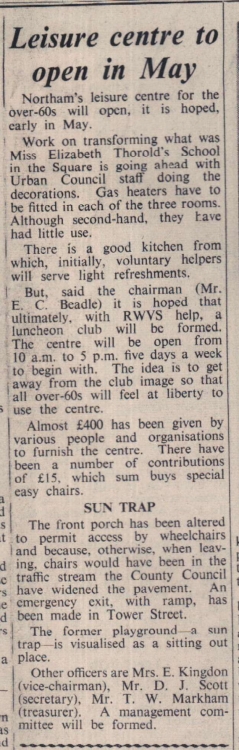 Leisure centre to
open in May
Northam's leisure centre for the
over-60s will open, it is hoped,
early in May.
Work on transforming what was
Miss Elizabeth Thorold's School
in the Square is going ahead with
Urban Council staff doing the
decorations. Gas heaters have to
be fitted in each of the three rooms.
Although second-hand, they have
had little use.
There is a good kitchen from
which, initially, voluntary helpers
will serve light refreshments.
But, said the chairman (Mr.
E. C. Beadle) it is hoped that
ultimately, with RWVS help, a
luncheon club will be formed.
The centre will be open from
10 a.m. to 5 p.m. five days a week
to begin with. The idea is to get
away from the club image so that
all over-60s will feel at liberty to
use the centre.
Almost £400 has been given by
various people and organisations
to furnish the centre. There have
been a number of contributions
of £15, which sum buys special
easy chairs.
SUN TRAP
The front porch has been altered
to permit access by wheelchairs
and because, otherwise, when leav-
ing, chairs would have been in the
traffic stream the County Council
have widened the pavement. An
emergency exit, with ramp, has
been made in Tower Street.
The former playground—a sun
trap—is visualised as a sitting out
place.
Other officers are Mrs. E. Kingdon
(vice-chairman), Mr. D. J. Scott
(secretary), Mr. T. W. Markham
(treasurer). A management com-
mittee will be formed.